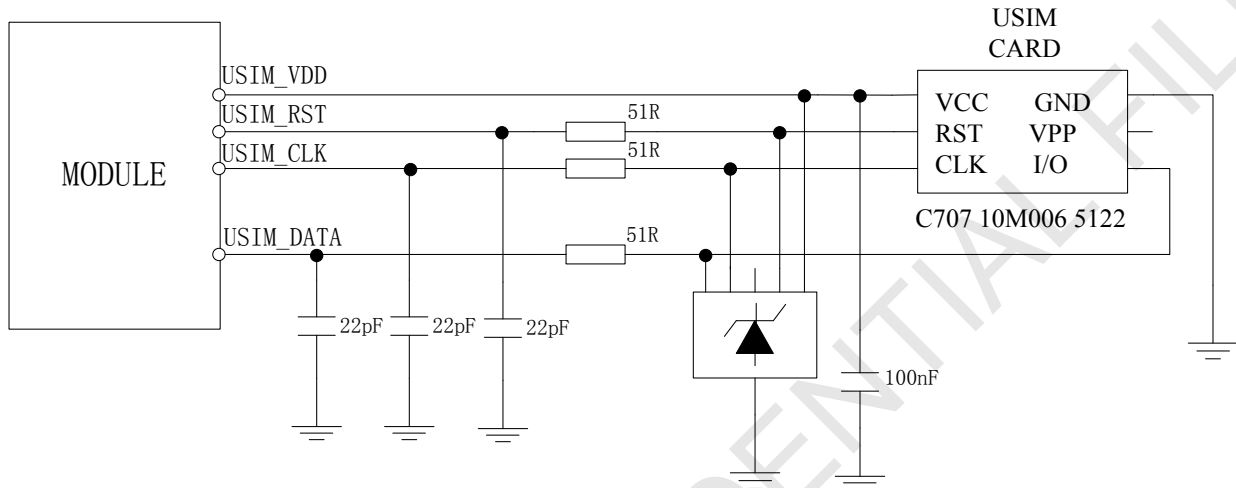 USIM
CARD
USIM_VDD
VCC GND
USIM_RST
51R
RST VPP
USIM_CLK
51R
CLK I/O
MODULE
C707 10M006 5122
USIM_DATA
51R
22pF
22pF
22pF
100nF